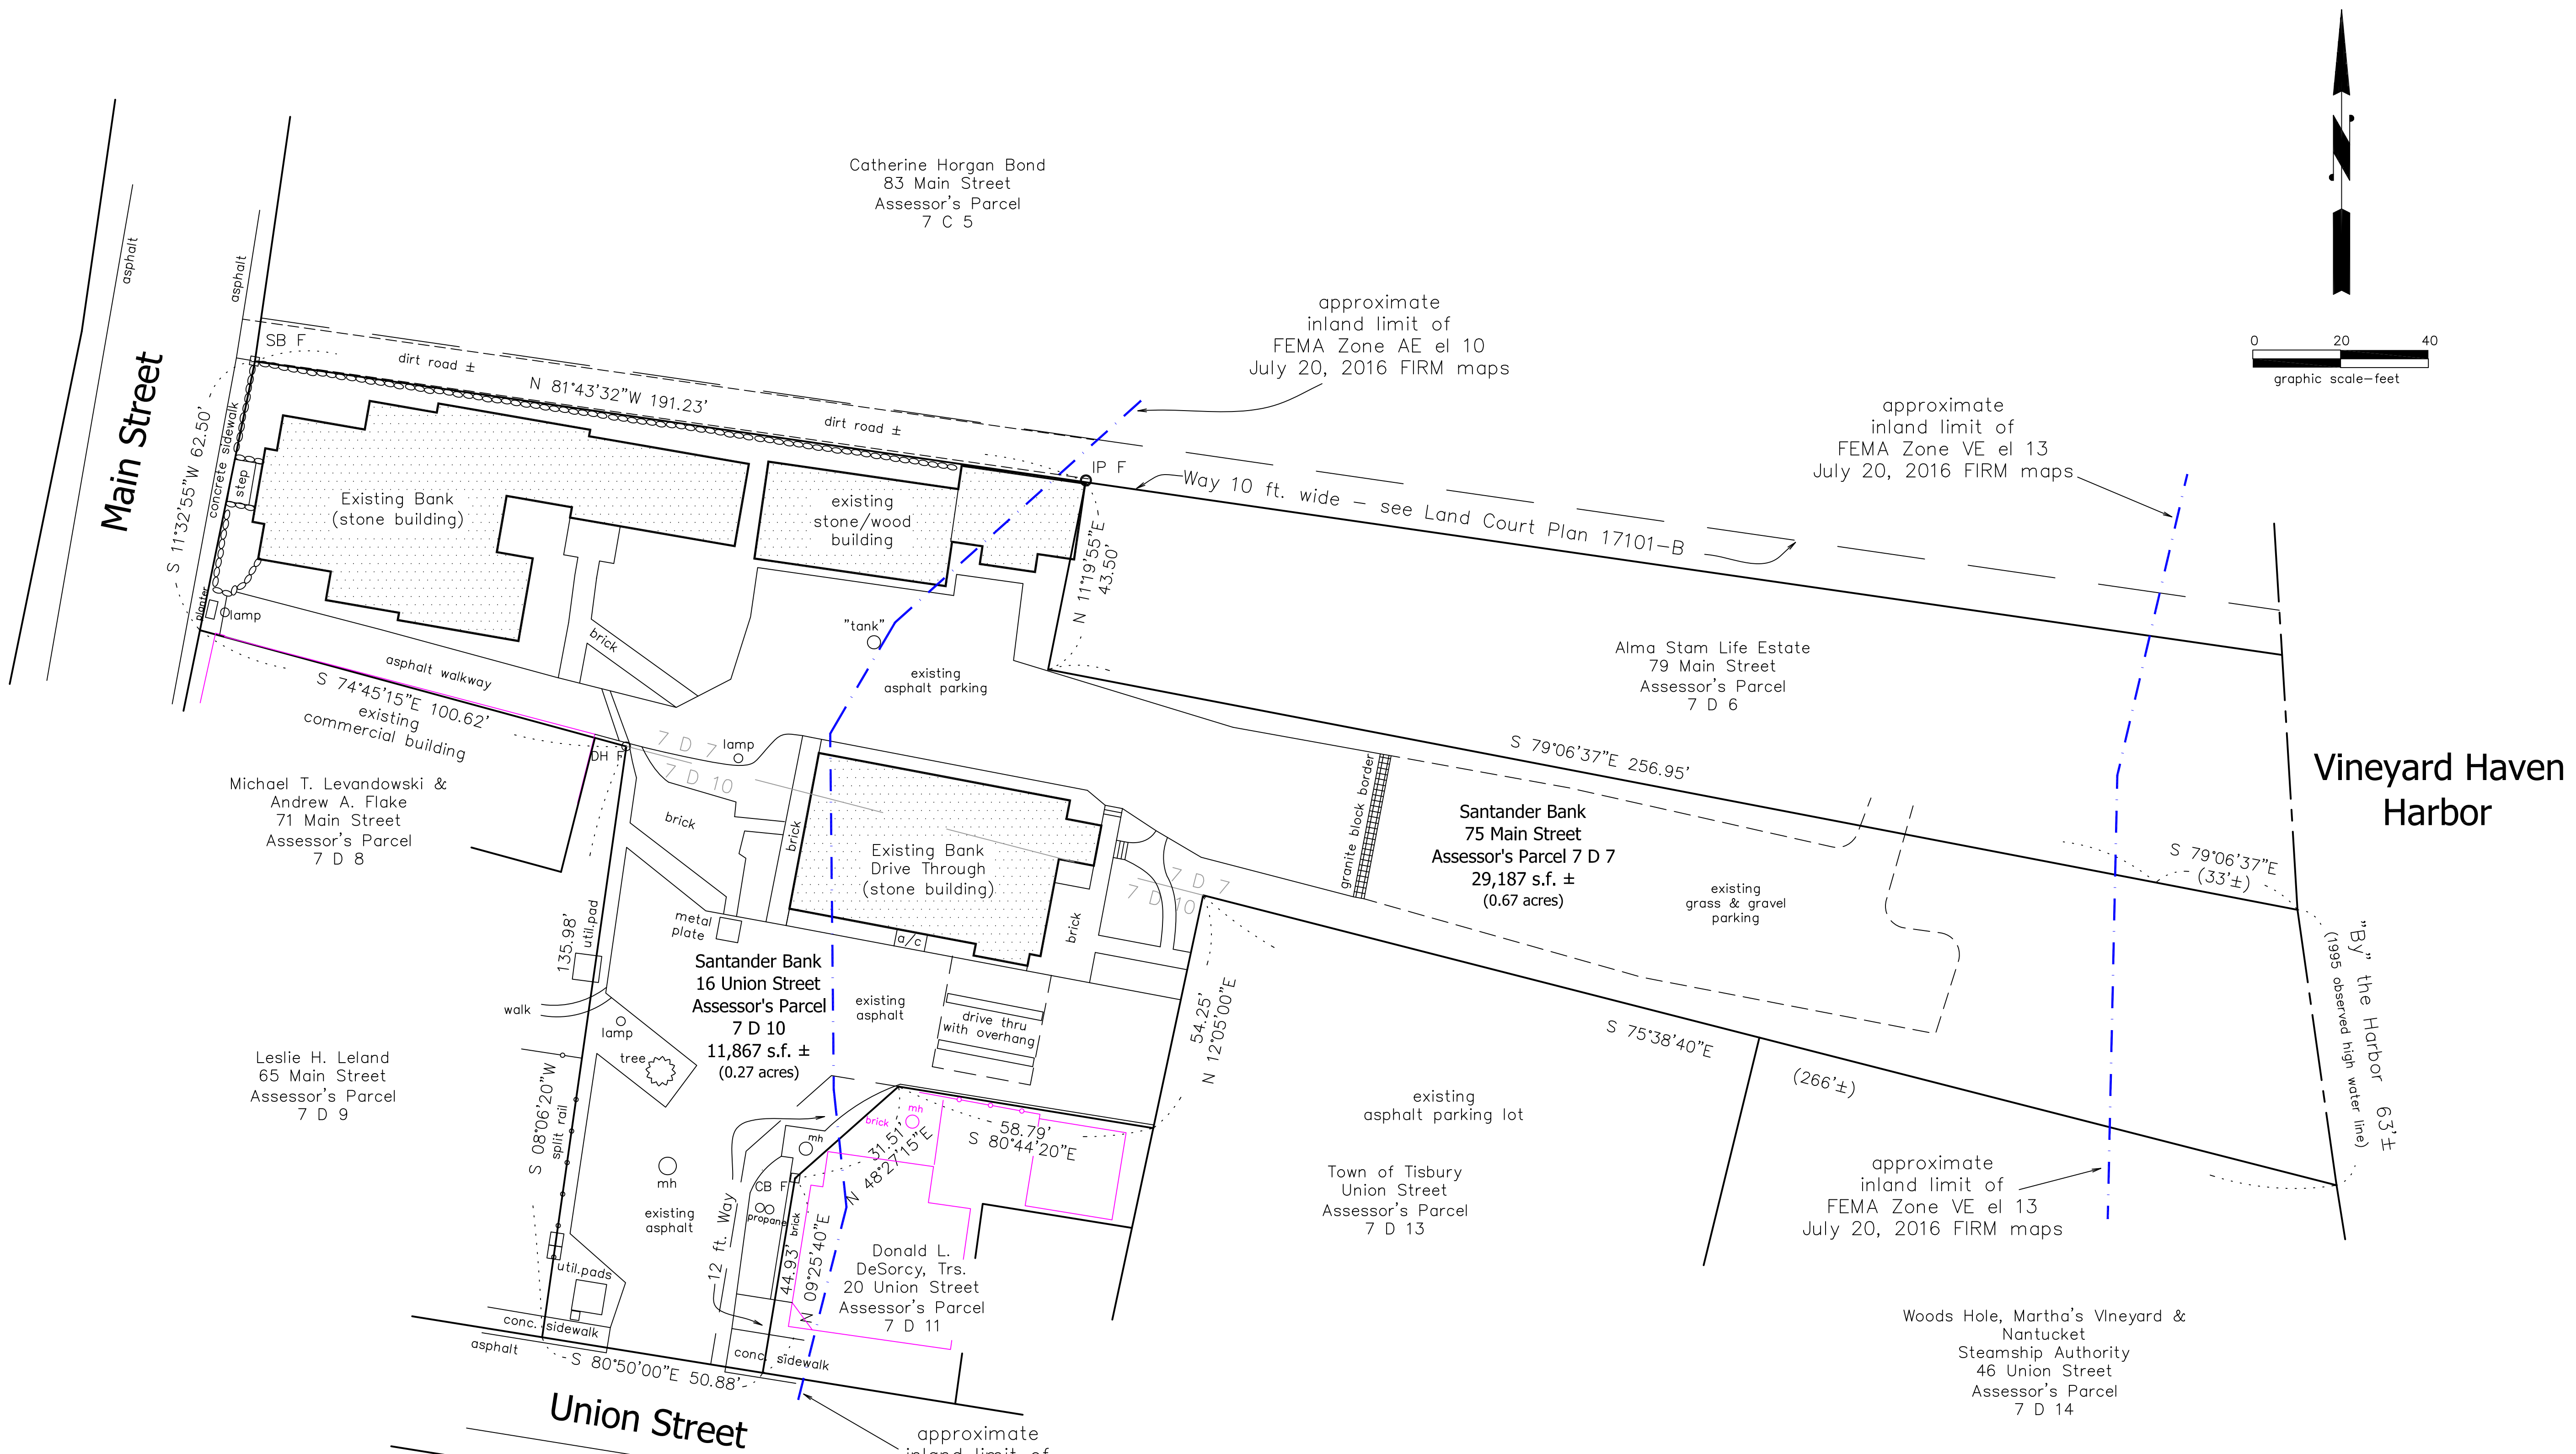 Catherine Horgan Bond
83 Main Street
Assessor's Parcel
7 C 5
asphalt
asphalt
Main Street
approximate
inland limit of
FEMA Zone AE el 10
July 20, 2016 FIRM maps
0 20 40
graphic scale-feet
approximate
inland limit of
FEMA Zone VE el 13
July 20, 2016 FIRM maps
SB F
dirt road ±
N 81°43'32"W 191.23'
dirt road ±
IP F
Way 10 ft. wide - see Land Court Plan 17101-B
S 11°32'55"W 62.50'
concrete sidewalk
step
planter
lamp
Existing Bank
(stone building)
existing
stone/wood
building
N 11°19'55"E
43.50'
"tank"
brick
existing
asphalt parking
asphalt walkway
S 74°45'15"E 100.62'
existing
commercial building
Alma Stam Life Estate
79 Main Street
Assessor's Parcel
7 D 6
DH F
7 D 7
7 D 10
lamp
S 79°06'37"E 256.95'
Vineyard Haven
Harbor
Michael T. Levandowski &
Andrew A. Flake
71 Main Street
Assessor's Parcel
7 D 8
brick
brick
Existing Bank
Drive Through
(stone building)
granite block border
Santander Bank
75 Main Street
Assessor's Parcel 7 D 7
29,187 s.f. ±
(0.67 acres)
S 79°06'37"E
(33'±)
7 D 7
7 D 10
existing
grass & gravel
parking
metal
plate
a/c
brick
135.98'
util.pad
"By" the Harbor 63'±
(1995 observed high water line)
Santander Bank
16 Union Street
Assessor's Parcel
7 D 10
11,867 s.f. ±
(0.27 acres)
existing
asphalt
drive thru
with overhang
54.25'
N 12°05'00"E
walk
lamp
tree
S 75°38'40"E
(266'±)
Leslie H. Leland
65 Main Street
Assessor's Parcel
7 D 9
S 08°06'20"W
split rail
mh
brick
mh
58.79'
S 80°44'20"E
31.51'
N 48°27'15"E
existing
asphalt parking lot
mh
CB F
propane
brick
existing
asphalt
12 ft. Way
44.93'
N 09°25'40"E
Town of Tisbury
Union Street
Assessor's Parcel
7 D 13
approximate
inland limit of
FEMA Zone VE el 13
July 20, 2016 FIRM maps
Donald L.
DeSorcy, Trs.
20 Union Street
Assessor's Parcel
7 D 11
util.pads
conc. sidewalk
asphalt
conc. sidewalk
S 80°50'00"E 50.88'
Union Street
Woods Hole, Martha's VIneyard &
Nantucket
Steamship Authority
46 Union Street
Assessor's Parcel
7 D 14
approximate
inland limit of